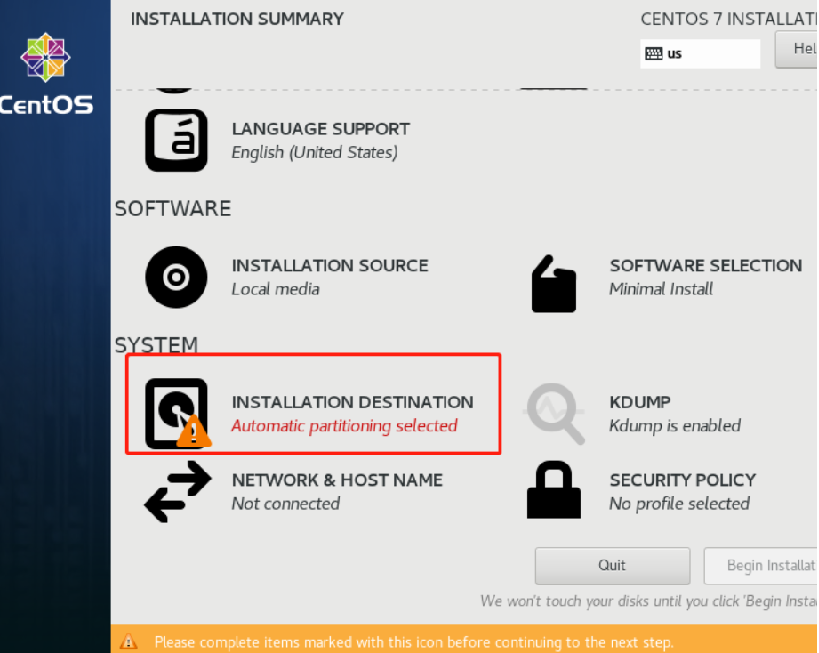 INSTALLATION SUMMARY
CENTOS 7 INSTALLATI
us
Hel
CentOS
á
LANGUAGE SUPPORT
English (United States)
SOFTWARE
INSTALLATION SOURCE
Local media
SOFTWARE SELECTION
Minimal Install
SYSTEM
INSTALLATION DESTINATION
Automatic partitioning selected
KDUMP
Kdump is enabled
NETWORK & HOST NAME
Not connected
SECURITY POLICY
No profile selected
Quit
Begin Installat
We won't touch your disks until you click 'Begin Insta
Please complete items marked with this icon before continuing to the next step.